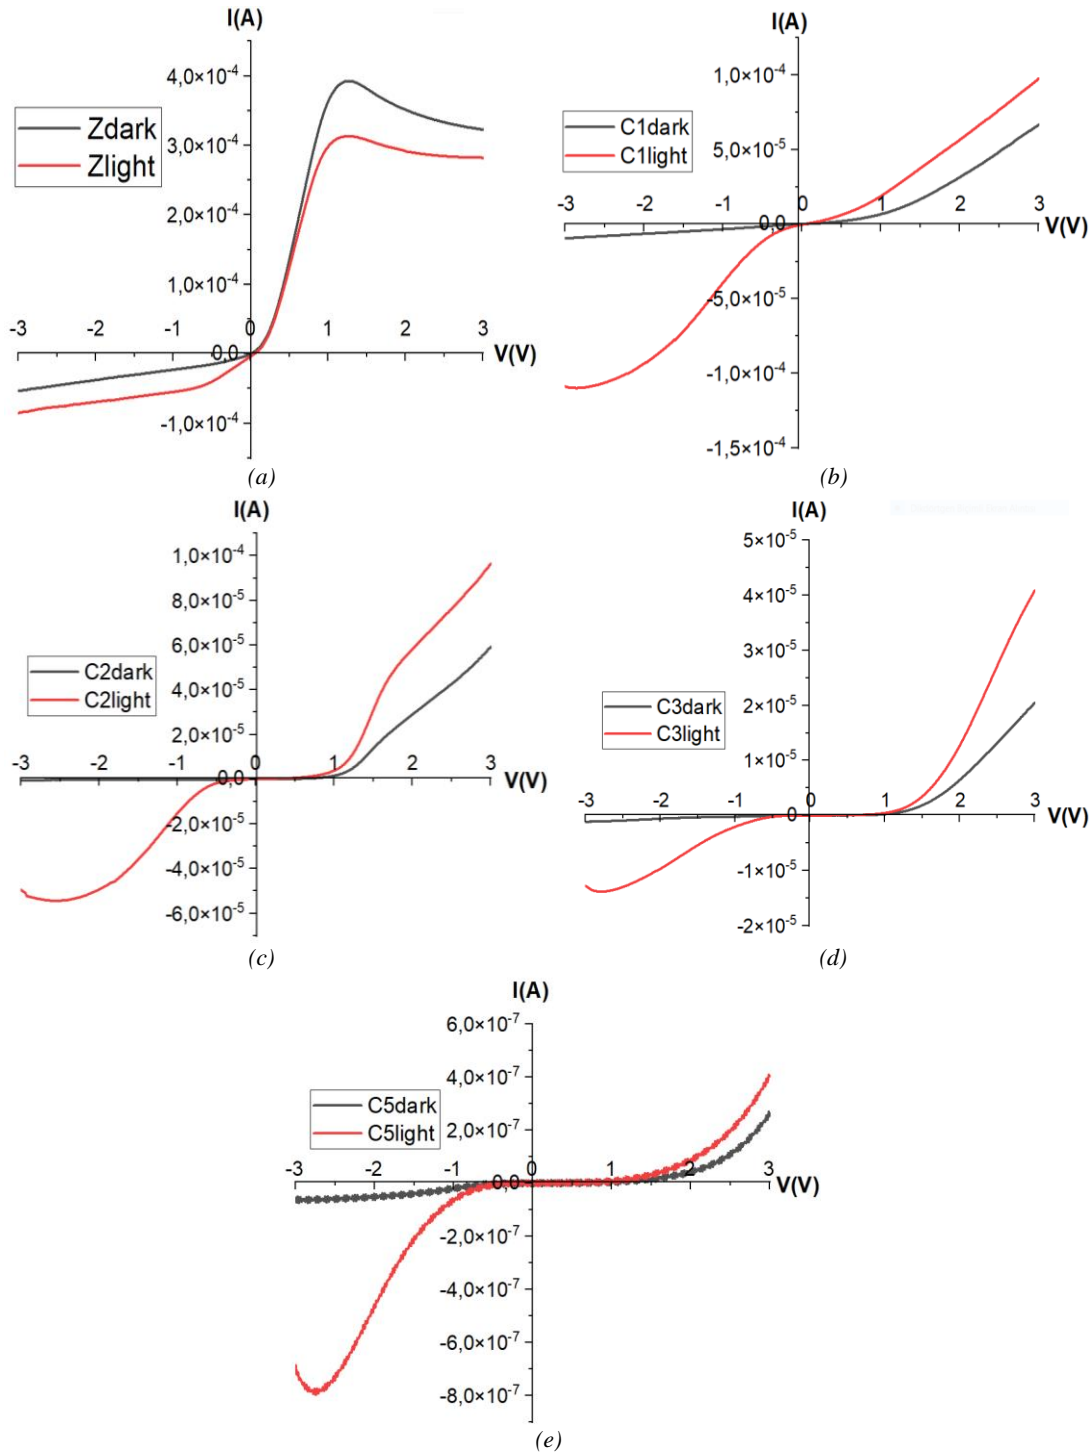 I(A)
4,0×10⁻⁴
3,0×10⁻⁴
2,0×10⁻⁴
1,0×10⁻⁴
0,0
-1,0×10⁻⁴
-3 -2 -1 0 1 2 3
V(V)
Zdark
Zlight
(a)
I(A)
1,0×10⁻⁴
5,0×10⁻⁵
0,0
-5,0×10⁻⁵
-1,0×10⁻⁴
-1,5×10⁻⁴
-3 -2 -1 0 1 2 3
V(V)
C1dark
C1light
(b)
I(A)
1,0×10⁻⁴
8,0×10⁻⁵
6,0×10⁻⁵
4,0×10⁻⁵
2,0×10⁻⁵
0,0
-2,0×10⁻⁵
-4,0×10⁻⁵
-6,0×10⁻⁵
-3 -2 -1 0 1 2 3
V(V)
C2dark
C2light
(c)
I(A)
5×10⁻⁵
4×10⁻⁵
3×10⁻⁵
2×10⁻⁵
1×10⁻⁵
0
-1×10⁻⁵
-2×10⁻⁵
-3 -2 -1 0 1 2 3
V(V)
C3dark
C3light
(d)
I(A)
6,0×10⁻⁷
4,0×10⁻⁷
2,0×10⁻⁷
0,0
-2,0×10⁻⁷
-4,0×10⁻⁷
-6,0×10⁻⁷
-8,0×10⁻⁷
-3 -2 -1 0 1 2 3
V(V)
C5dark
C5light
(e)